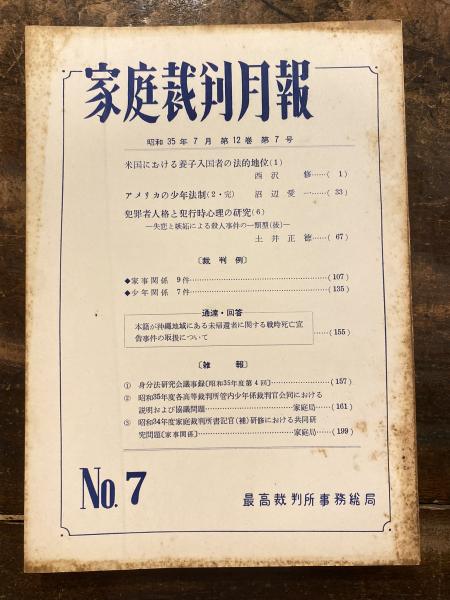 家庭裁判月報
昭和35年7月 第12巻 第7号
米国における養子入国者の法的地位(1)
西沢 修……( 1 )
アメリカの少年法制(2・完) 沼辺愛一……( 33 )
犯罪者人格と犯行時心理の研究(6)
―失恋と嫉妬による殺人事件の一類型(後)―
土井正徳……( 67 )
〔裁判例〕
◆家事関係 9件……(107)
◆少年関係 7件……(135)
通達・回答
本籍が沖縄地域にある未帰還者に関する戦時死亡宣
告事件の取扱について……(155)
〔雑報〕
① 身分法研究会議事録〔昭和35年度第4回〕……(157)
② 昭和35年度各高等裁判所管内少年係裁判官会同における
説明および協議問題……家庭局…(161)
③ 昭和34年度家庭裁判所書記官(補)研修における共同研
究問題〔家事関係〕……家庭局…(199)
No.7
最高裁判所事務総局